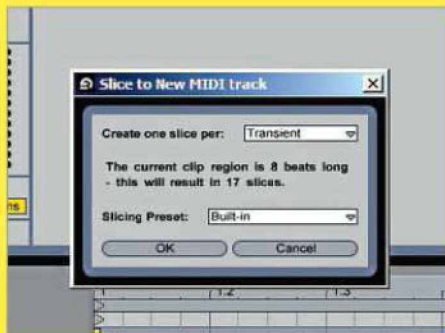 Slice to New MIDI track
Create one slice per: Transient
The current clip region is 8 beats long
- this will result in 17 slices.
Slicing Preset: Built-in
OK Cancel
1.2 1.3